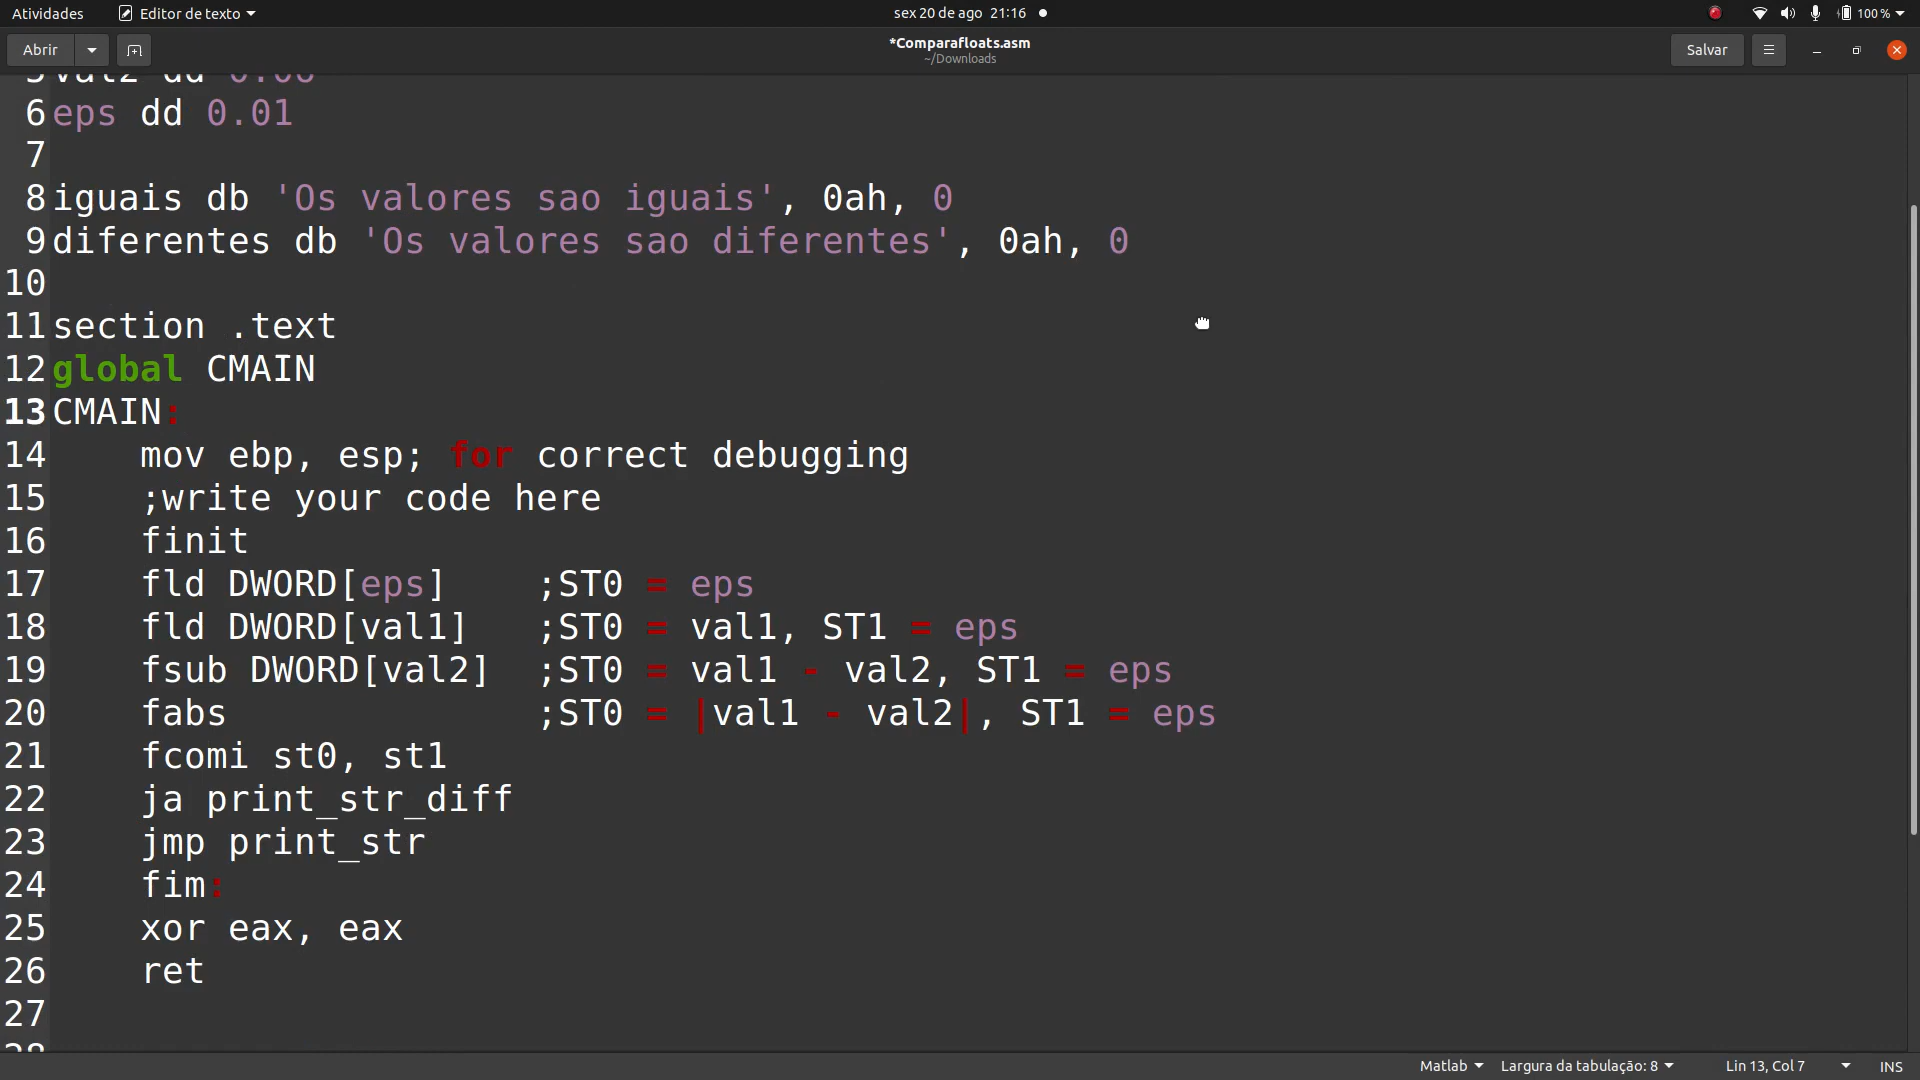 Atividades Editor de texto sex 20 de ago 21:16 100 %
Abrir *Comparafloats.asm Salvar
~/Downloads
5 val2 dd 0.06
6 eps dd 0.01
7
8 iguais db 'Os valores sao iguais', 0ah, 0
9 diferentes db 'Os valores sao diferentes', 0ah, 0
10
11 section .text
12 global CMAIN
13 CMAIN:
14 mov ebp, esp; for correct debugging
15 ;write your code here
16 finit
17 fld DWORD[eps] ;ST0 = eps
18 fld DWORD[val1] ;ST0 = val1, ST1 = eps
19 fsub DWORD[val2] ;ST0 = val1 - val2, ST1 = eps
20 fabs ;ST0 = |val1 - val2|, ST1 = eps
21 fcomi st0, st1
22 ja print_str_diff
23 jmp print_str
24 fim:
25 xor eax, eax
26 ret
27
28
Matlab Largura da tabulação: 8 Lin 13, Col 7 INS